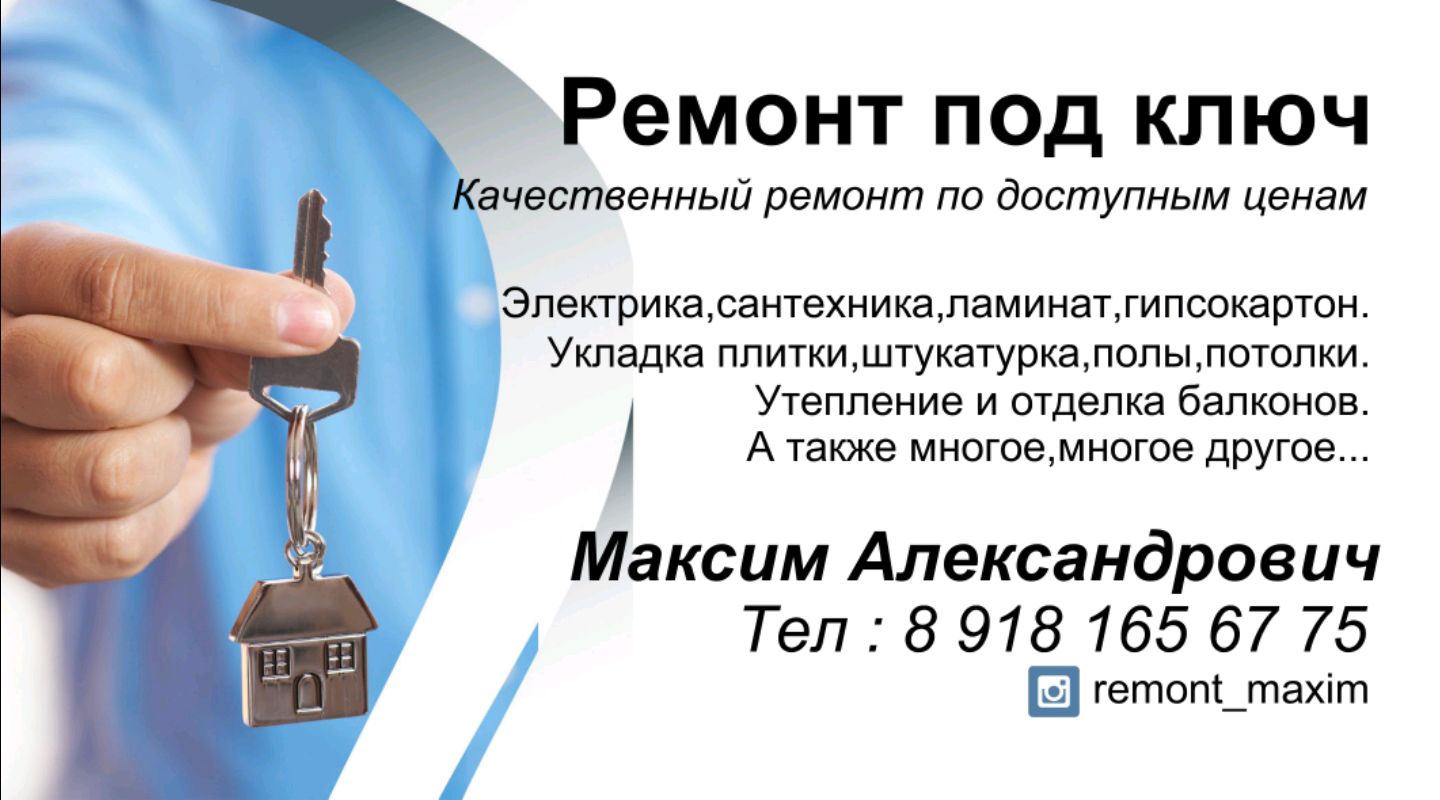 Ремонт под ключ
Качественный ремонт по доступным ценам
Электрика,сантехника,ламинат,гипсокартон.
Укладка плитки,штукатурка,полы,потолки.
Утепление и отделка балконов.
А также многое,многое другое...
Максим Александрович
Тел : 8 918 165 67 75
remont_maxim